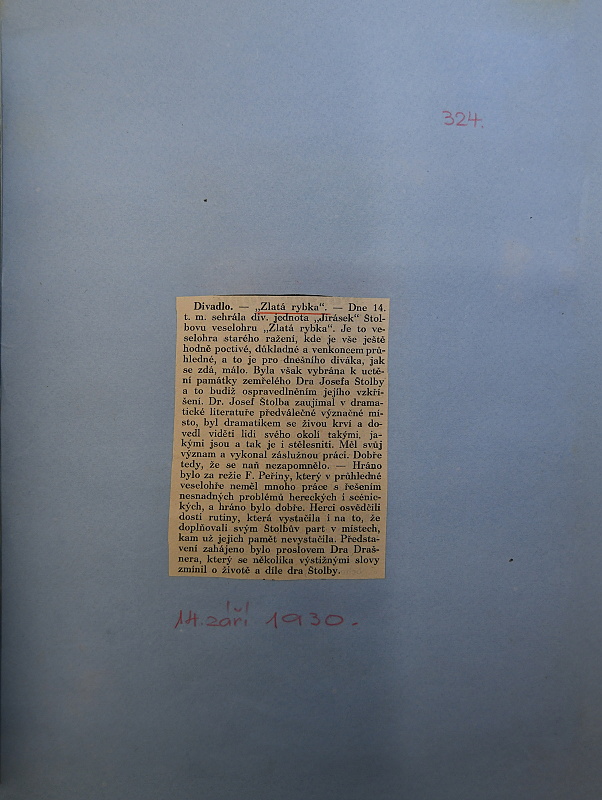 324.
Divadlo. — „Zlatá rybka“. — Dne 14.
t. m. sehrála div. jednota „Jirásek“ Štol-
bovu veselohru „Zlatá rybka“. Je to ve-
selohra starého ražení, kde je vše ještě
hodně poctivé, důkladné a venkoncem prů-
hledné, a to je pro dnešního diváka, jak
se zdá, málo. Byla však vybrána k uctě-
ní památky zemřelého Dra Josefa Štolby
a to budiž ospravedlněním jejího vzkří-
šení. Dr. Josef Štolba zaujímal v drama-
tické literatuře předválečné význačné mí-
sto, byl dramatikem se živou krví a do-
vedl viděti lidi svého okolí takými, ja-
kými jsou a tak je i stělesniti. Měl svůj
význam a vykonal záslužnou práci. Dobře
tedy, že se naň nezapomnělo. — Hráno
bylo za režie F. Peřiny, který v průhledné
veselohře neměl mnoho práce s řešením
nesnadných problémů hereckých i scénic-
kých, a hráno bylo dobře. Herci osvědčili
dosti rutiny, která vystačila i na to, že
doplňovali svým Štolbův part v místech,
kam už jejich paměť nevystačila. Předsta-
vení zahájeno bylo proslovem Dra Draš-
nera, který se několika výstižnými slovy
zmínil o životě a díle dra Štolby.
14. září 1930.